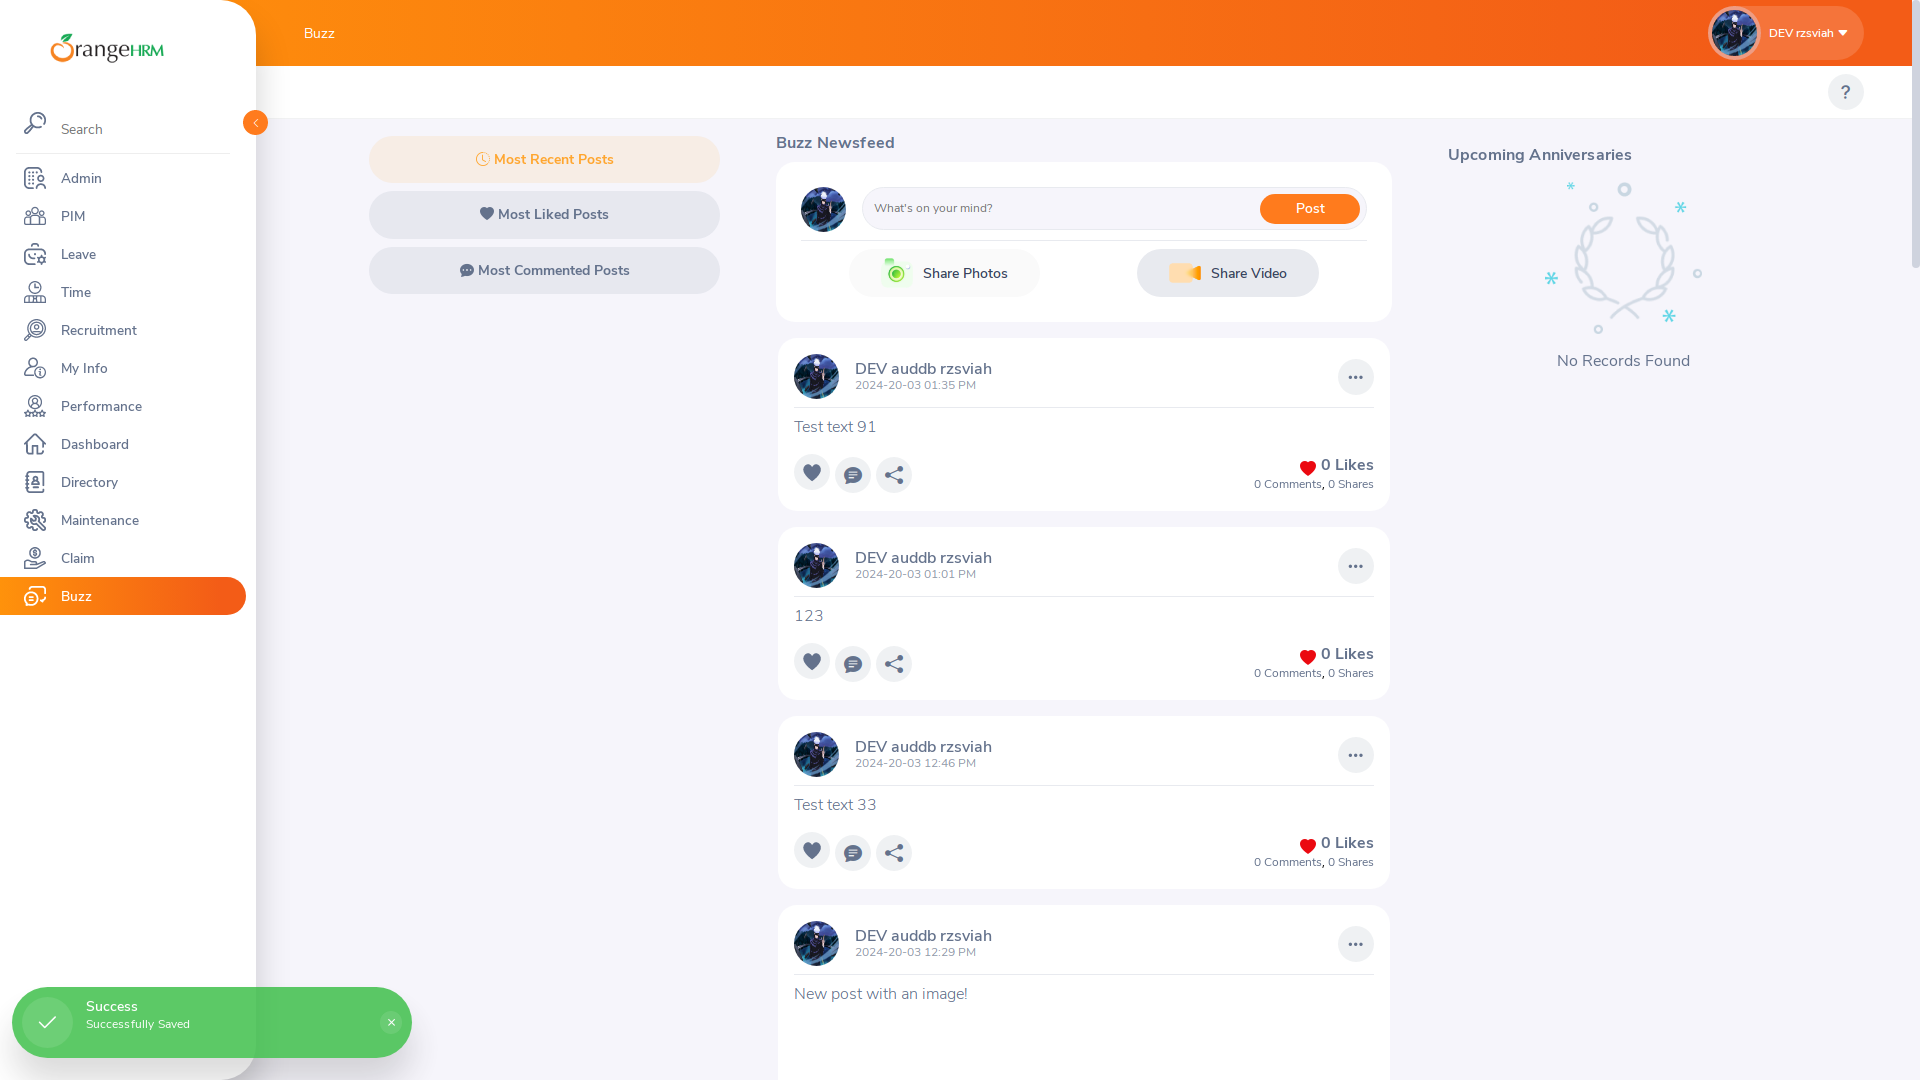 OrangeHRM
Search
Admin
PIM
Leave
Time
Recruitment
My Info
Performance
Dashboard
Directory
Maintenance
Claim
Buzz
Buzz
DEV rzsviah
?
Most Recent Posts
Most Liked Posts
Most Commented Posts
Buzz Newsfeed
What's on your mind?
Post
Share Photos
Share Video
DEV auddb rzsviah
2024-20-03 01:35 PM
Test text 91
0 Likes
0 Comments, 0 Shares
DEV auddb rzsviah
2024-20-03 01:01 PM
123
0 Likes
0 Comments, 0 Shares
DEV auddb rzsviah
2024-20-03 12:46 PM
Test text 33
0 Likes
0 Comments, 0 Shares
DEV auddb rzsviah
2024-20-03 12:29 PM
New post with an image!
Upcoming Anniversaries
No Records Found
Success
Successfully Saved